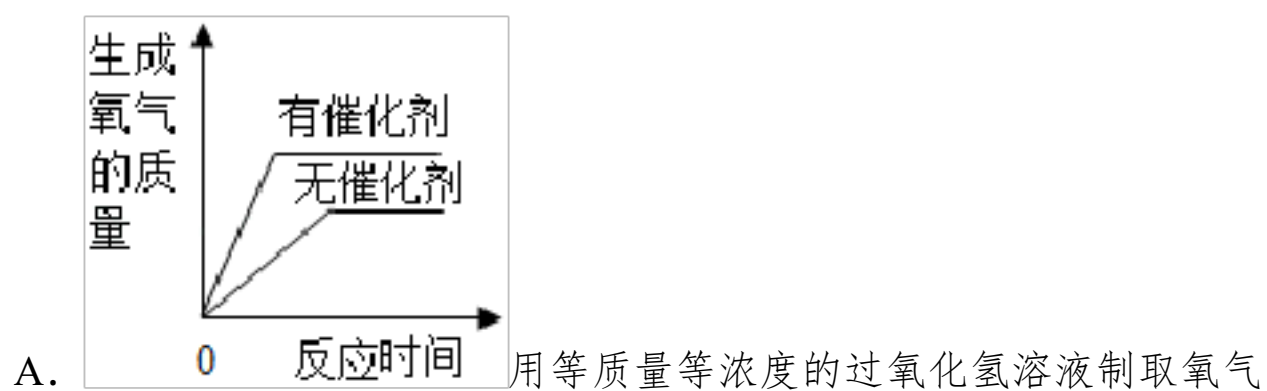 生成
氧气
的质
量
有催化剂
无催化剂
0 反应时间
A. 用等质量等浓度的过氧化氢溶液制取氧气